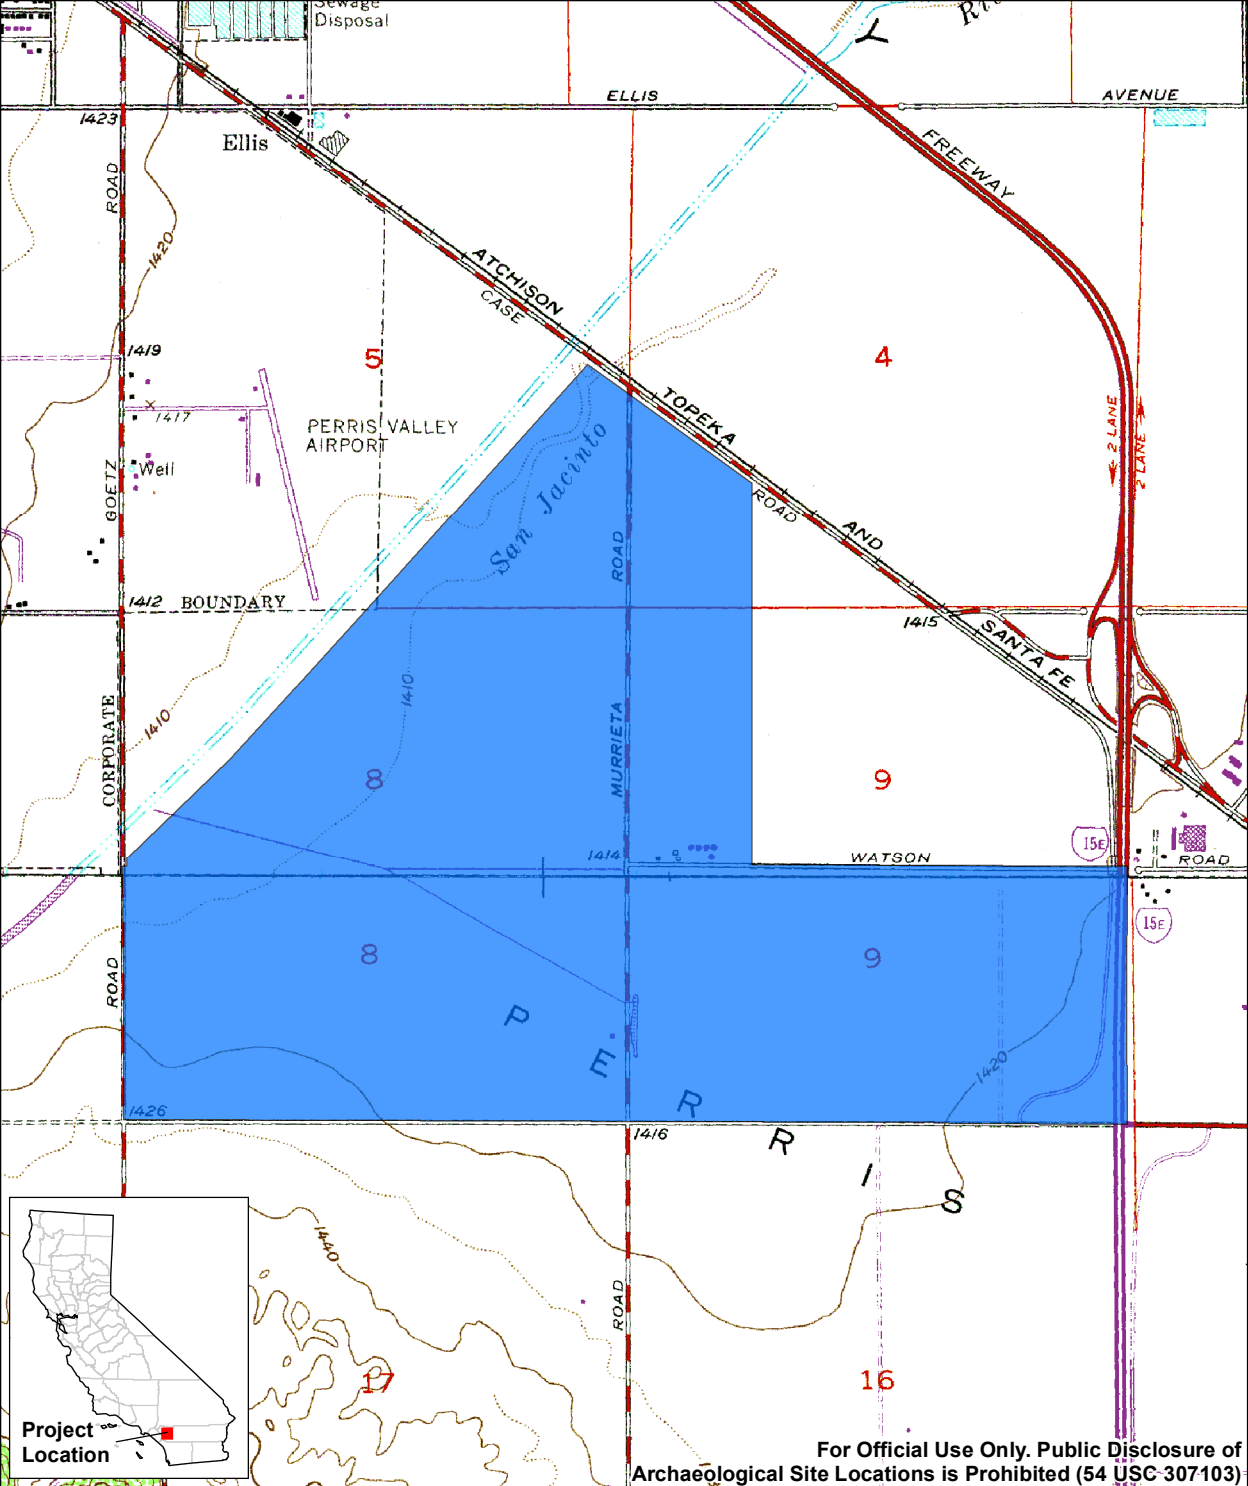 Sewage
Disposal
Y
ELLIS
AVENUE
1423
Ellis
FREEWAY
ROAD
1420
ATCHISON
CASE
1419
5
4
1417
PERRIS VALLEY
AIRPORT
TOPEKA
2 LANE
2 LANE
Well
GOETZ
San Jacinto
ROAD
AND
ROAD
1412
BOUNDARY
1415
SANTA FE
1410
1410
CORPORATE
MURRIETA
8
9
1414
WATSON
15E
ROAD
8
9
15E
ROAD
P
E
R
R
I
S
1420
1426
1416
1440
ROAD
17
16
Project
Location
For Official Use Only. Public Disclosure of
Archaeological Site Locations is Prohibited (54 USC 307103)